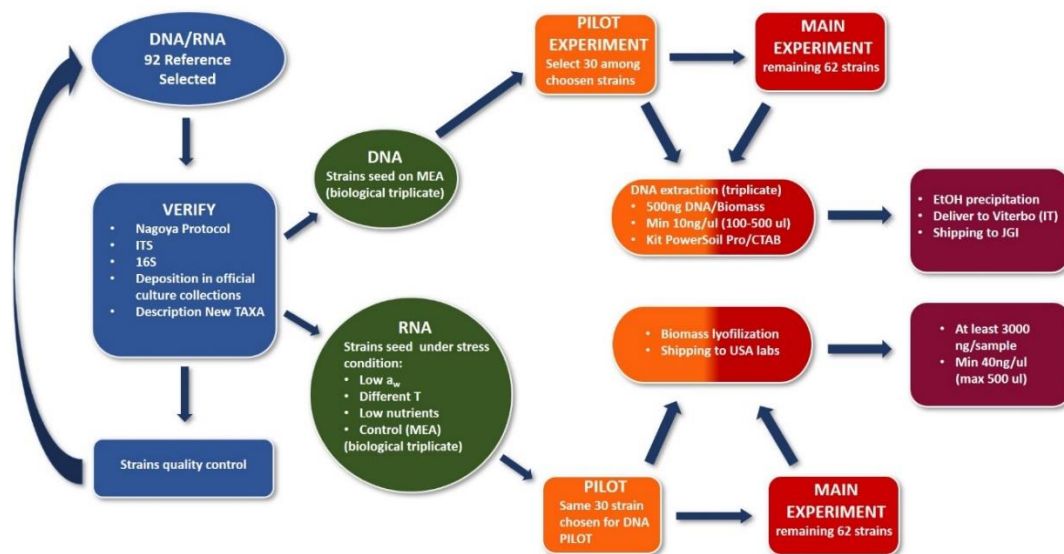 DNA/RNA
92 Reference
Selected
VERIFY
• Nagoya Protocol
• ITS
• 16S
• Deposition in official
culture collections
• Description New TAXA
Strains quality control
DNA
Strains seed on MEA
(biological triplicate)
RNA
Strains seed under stress
condition:
• Low aw
• Different T
• Low nutrients
• Control (MEA)
(biological triplicate)
PILOT
EXPERIMENT
Select 30 among
choosen strains
MAIN
EXPERIMENT
remaining 62 strains
DNA extraction (triplicate)
• 500ng DNA/Biomass
• Min 10ng/ul (100-500 ul)
• Kit PowerSoil Pro/CTAB
• EtOH precipitation
• Deliver to Viterbo (IT)
• Shipping to JGI
• Biomass lyofilization
• Shipping to USA labs
• At least 3000
ng/sample
• Min 40ng/ul
(max 500 ul)
PILOT
Same 30 strain
chosen for DNA
PILOT
MAIN
EXPERIMENT
remaining 62 strains